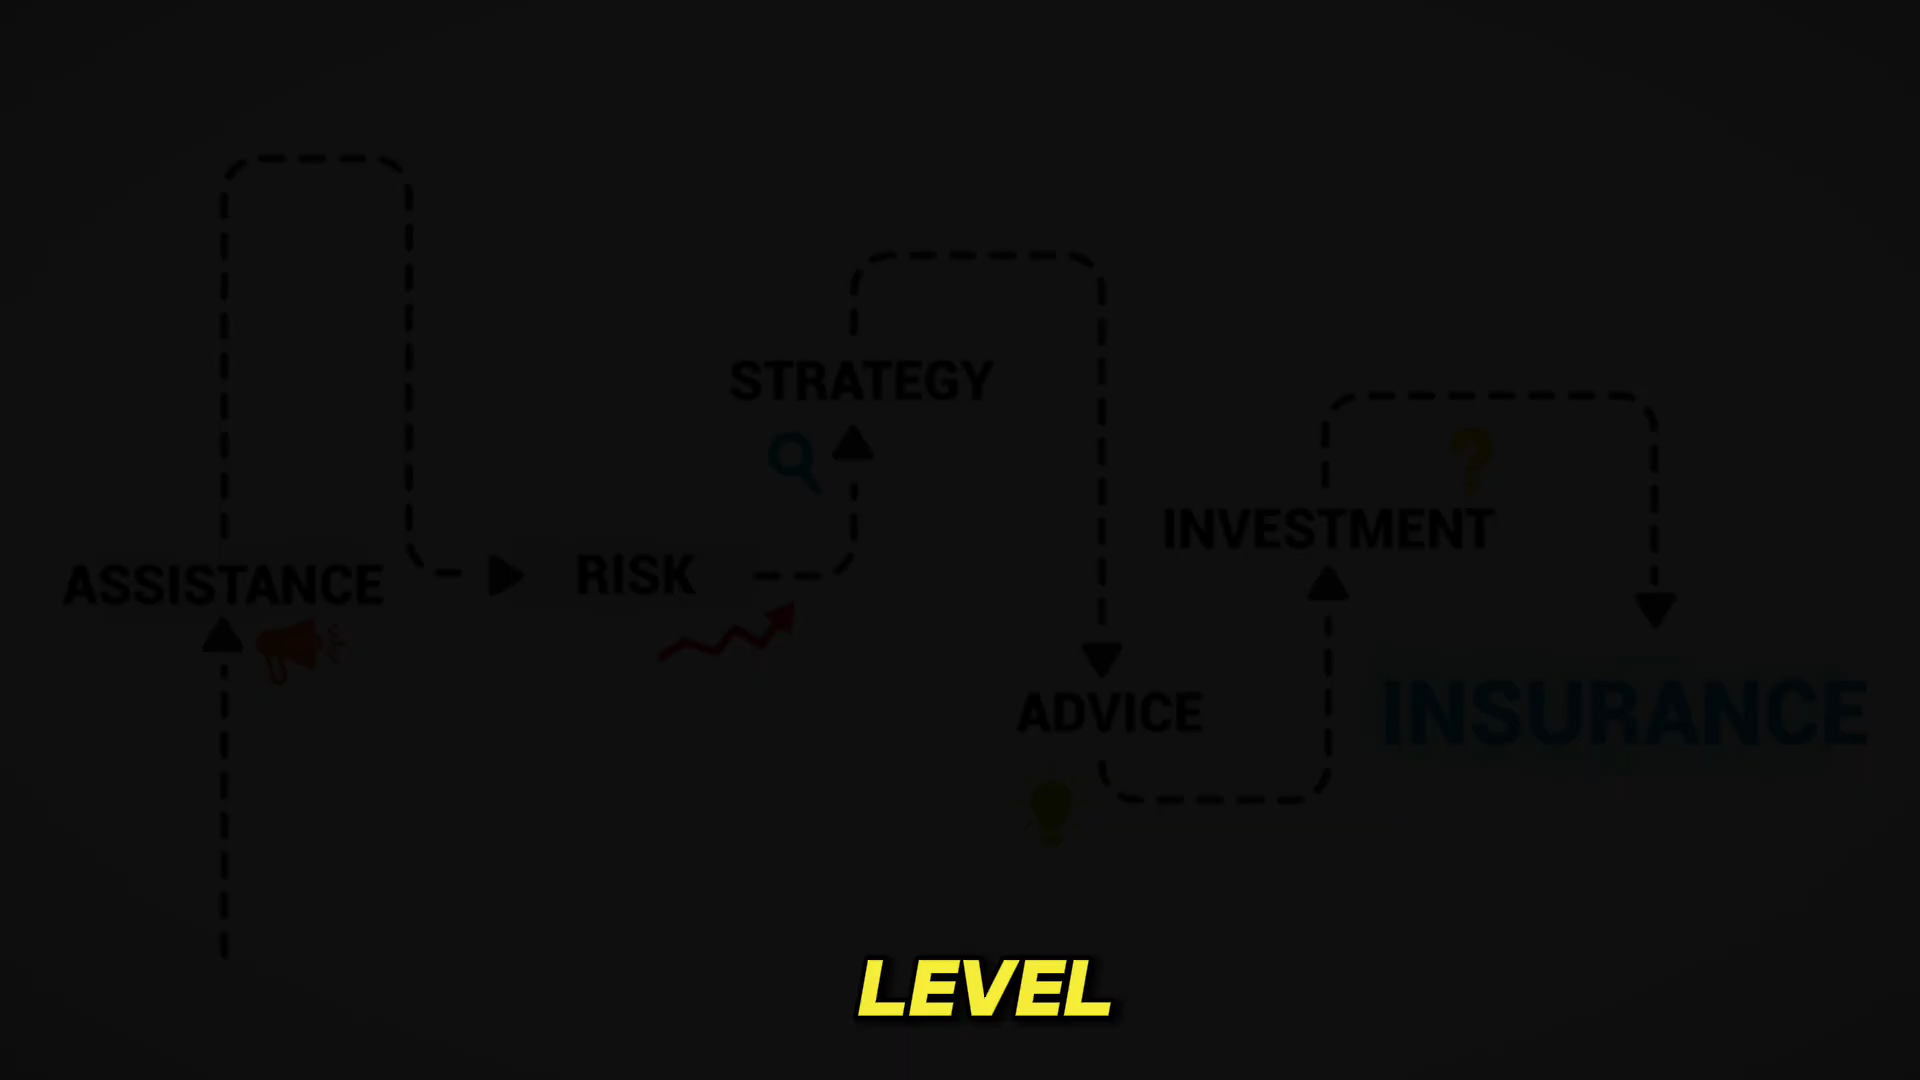 STRATEGY
INVESTMENT
ASSISTANCE
RISK
ADVICE
INSURANCE
LEVEL